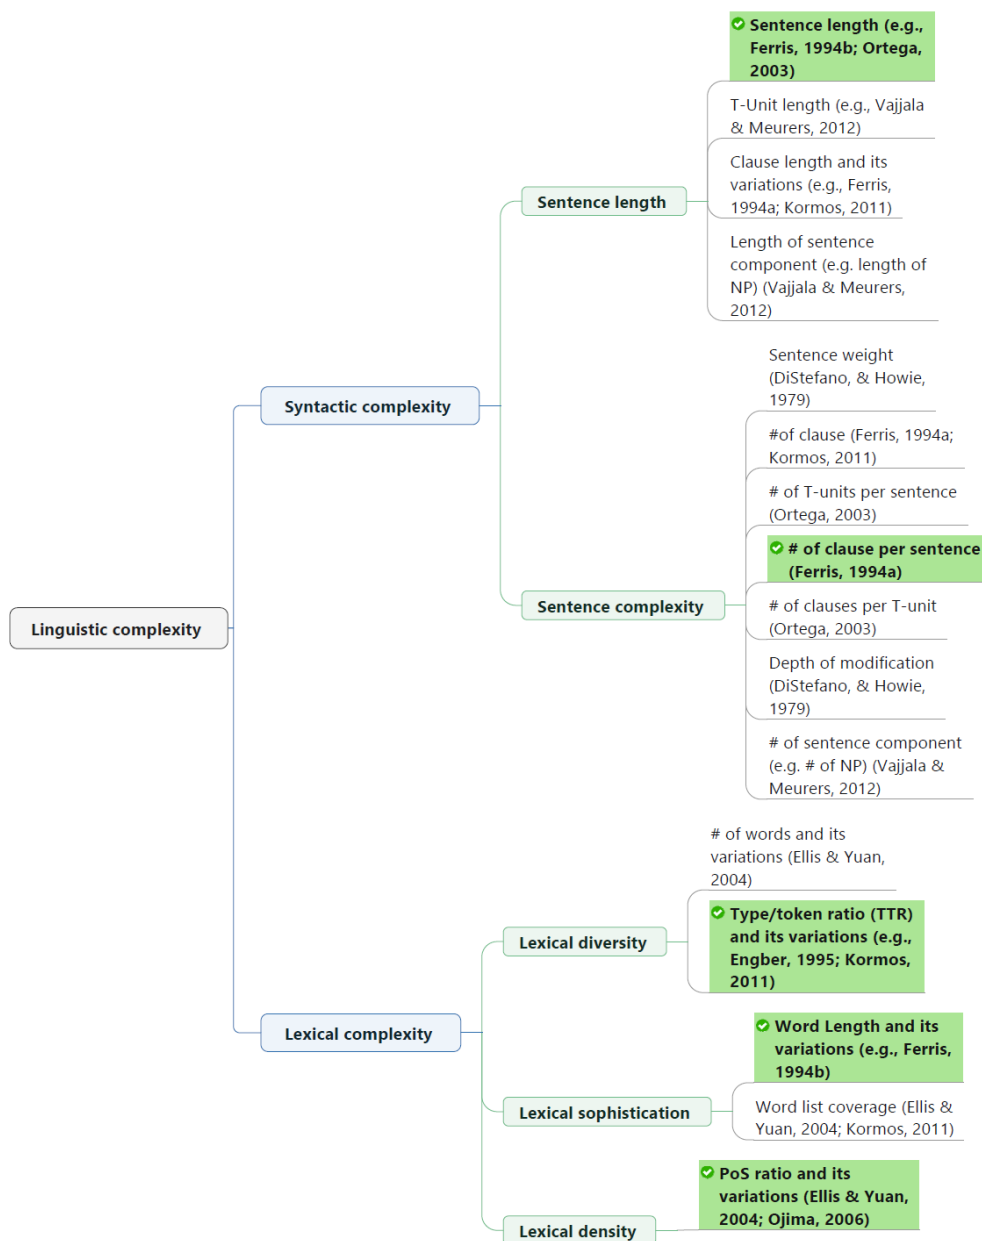 Sentence length (e.g.,
Ferris, 1994b; Ortega,
2003)
T-Unit length (e.g., Vajjala
& Meurers, 2012)
Clause length and its
variations (e.g., Ferris,
1994a; Kormos, 2011)
Sentence length
Length of sentence
component (e.g. length of
NP) (Vajjala & Meurers,
2012)
Sentence weight
(DiStefano, & Howie,
1979)
Syntactic complexity
#of clause (Ferris, 1994a;
Kormos, 2011)
# of T-units per sentence
(Ortega, 2003)
# of clause per sentence
(Ferris, 1994a)
Sentence complexity
# of clauses per T-unit
(Ortega, 2003)
Linguistic complexity
Depth of modification
(DiStefano, & Howie,
1979)
# of sentence component
(e.g. # of NP) (Vajjala &
Meurers, 2012)
# of words and its
variations (Ellis & Yuan,
2004)
Lexical diversity
Type/token ratio (TTR)
and its variations (e.g.,
Engber, 1995; Kormos,
2011)
Lexical complexity
Word Length and its
variations (e.g., Ferris,
1994b)
Lexical sophistication
Word list coverage (Ellis &
Yuan, 2004; Kormos, 2011)
PoS ratio and its
variations (Ellis & Yuan,
2004; Ojima, 2006)
Lexical density